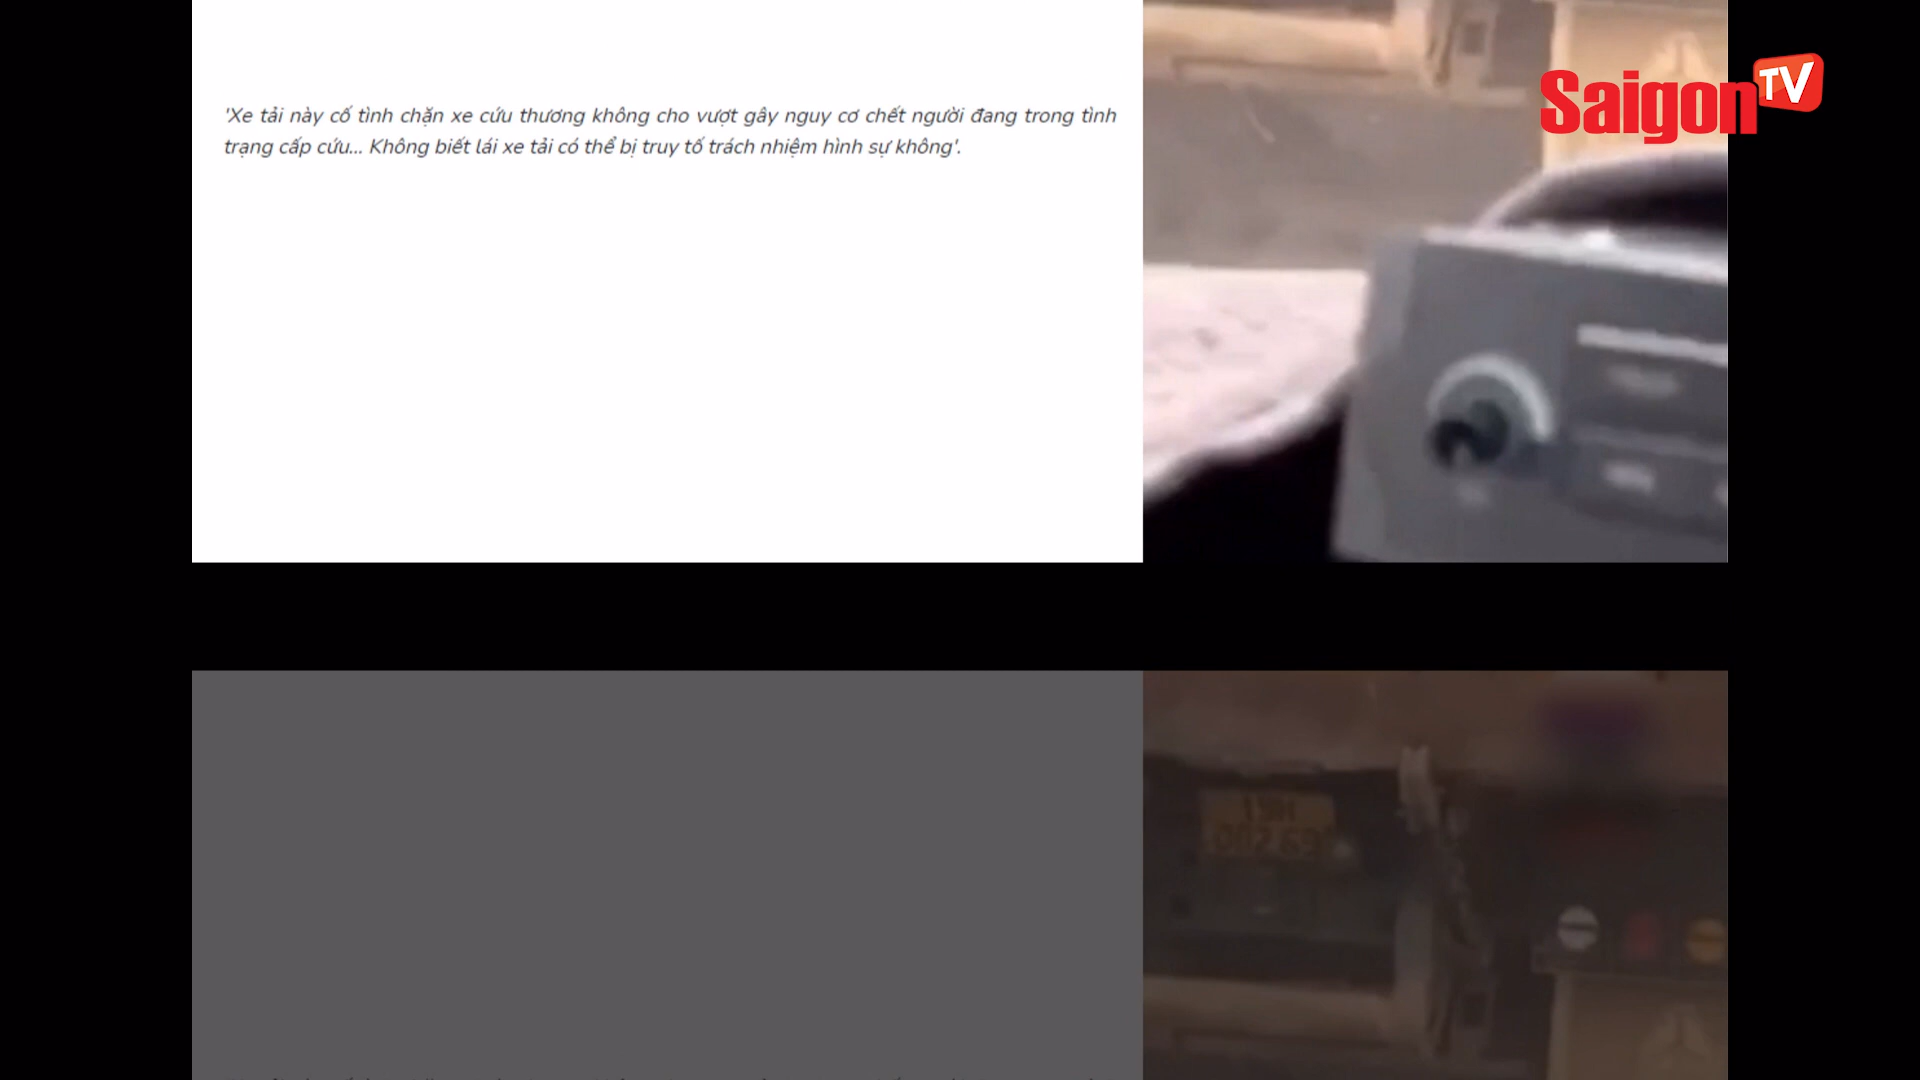 Saigon TV
'Xe tải này cố tình chặn xe cứu thương không cho vượt gây nguy cơ chết người đang trong tình
trạng cấp cứu... Không biết lái xe tải có thể bị truy tố trách nhiệm hình sự không'.